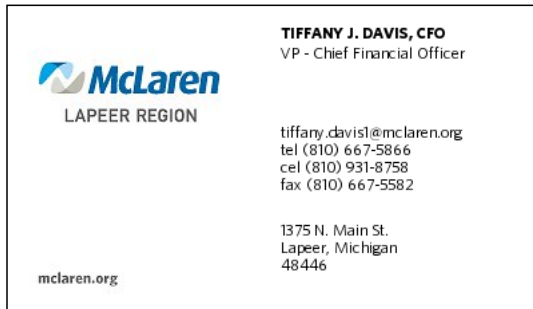 McLaren
LAPEER REGION
mclaren.org
TIFFANY J. DAVIS, CFO
VP - Chief Financial Officer
tiffany.davis1@mclaren.org
tel (810) 667-5866
cel (810) 931-8758
fax (810) 667-5582
1375 N. Main St.
Lapeer, Michigan
48446